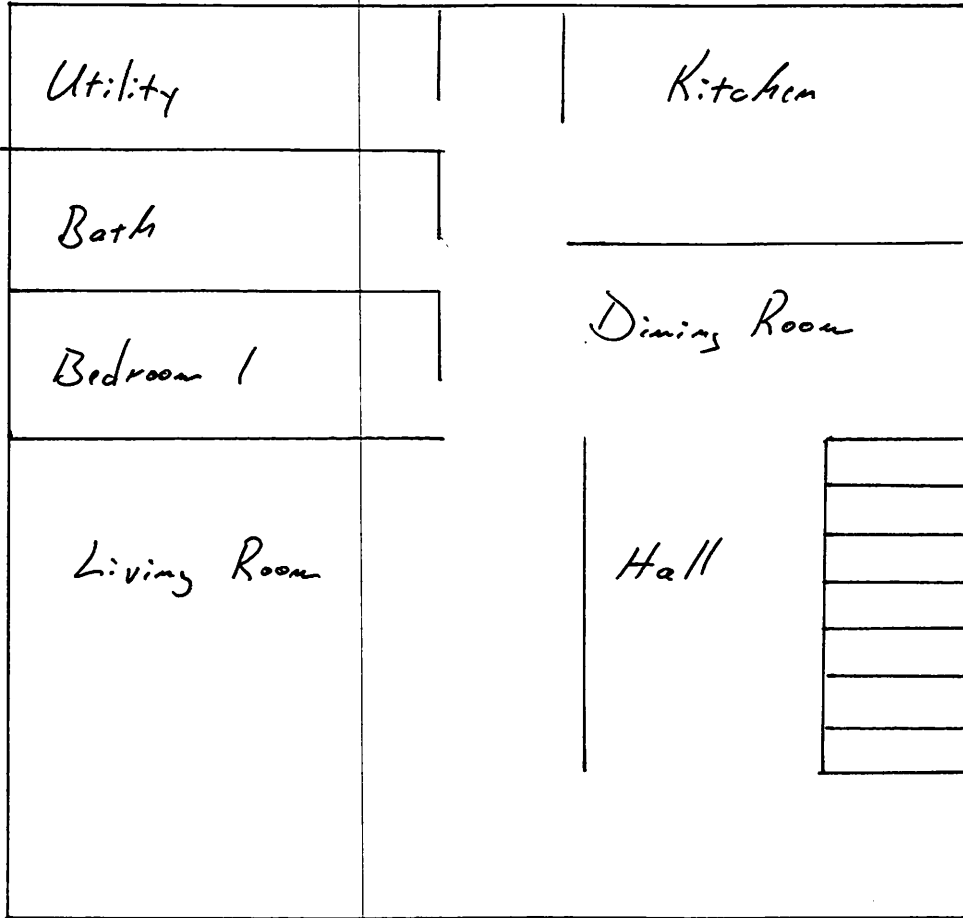 Utility
Kitchen
Bath
Dining Room
Bedroom 1
Living Room
Hall